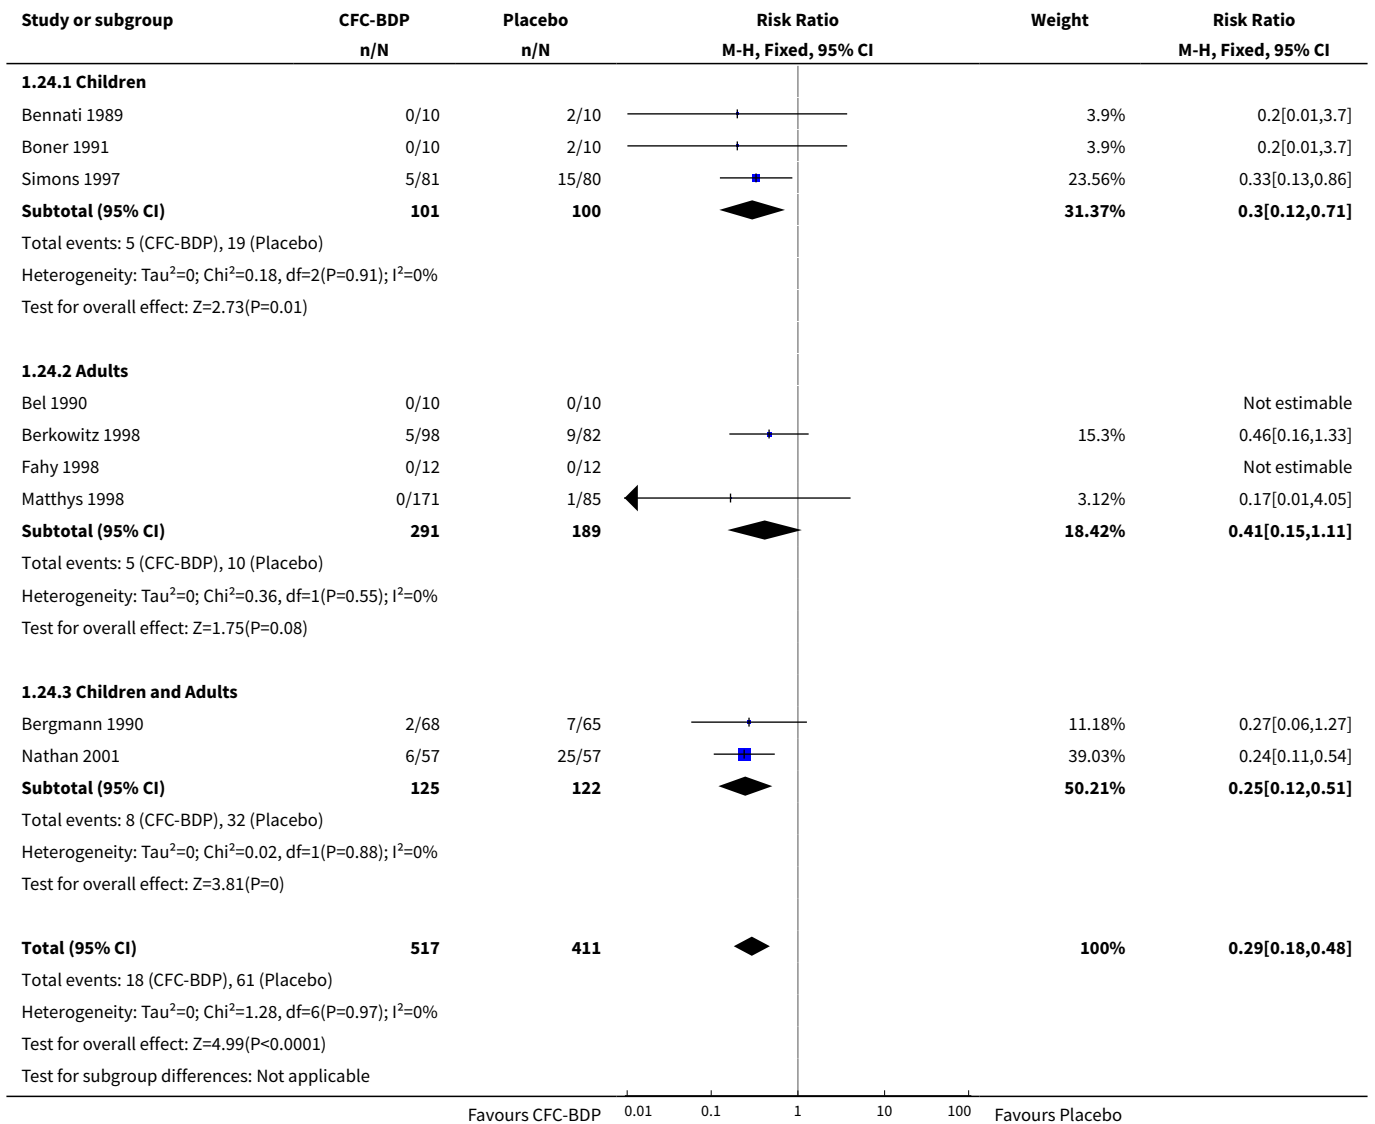 Study or subgroup CFC-BDP Placebo Risk Ratio Weight Risk Ratio
n/N n/N M-H, Fixed, 95% CI M-H, Fixed, 95% CI
1.24.1 Children
Bennati 1989 0/10 2/10 3.9% 0.2[0.01,3.7]
Boner 1991 0/10 2/10 3.9% 0.2[0.01,3.7]
Simons 1997 5/81 15/80 23.56% 0.33[0.13,0.86]
Subtotal (95% CI) 101 100 31.37% 0.3[0.12,0.71]
Total events: 5 (CFC-BDP), 19 (Placebo)
Heterogeneity: Tau²=0; Chi²=0.18, df=2(P=0.91); I²=0%
Test for overall effect: Z=2.73(P=0.01)
1.24.2 Adults
Bel 1990 0/10 0/10 Not estimable
Berkowitz 1998 5/98 9/82 15.3% 0.46[0.16,1.33]
Fahy 1998 0/12 0/12 Not estimable
Matthys 1998 0/171 1/85 3.12% 0.17[0.01,4.05]
Subtotal (95% CI) 291 189 18.42% 0.41[0.15,1.11]
Total events: 5 (CFC-BDP), 10 (Placebo)
Heterogeneity: Tau²=0; Chi²=0.36, df=1(P=0.55); I²=0%
Test for overall effect: Z=1.75(P=0.08)
1.24.3 Children and Adults
Bergmann 1990 2/68 7/65 11.18% 0.27[0.06,1.27]
Nathan 2001 6/57 25/57 39.03% 0.24[0.11,0.54]
Subtotal (95% CI) 125 122 50.21% 0.25[0.12,0.51]
Total events: 8 (CFC-BDP), 32 (Placebo)
Heterogeneity: Tau²=0; Chi²=0.02, df=1(P=0.88); I²=0%
Test for overall effect: Z=3.81(P=0)
Total (95% CI) 517 411 100% 0.29[0.18,0.48]
Total events: 18 (CFC-BDP), 61 (Placebo)
Heterogeneity: Tau²=0; Chi²=1.28, df=6(P=0.97); I²=0%
Test for overall effect: Z=4.99(P<0.0001)
Test for subgroup differences: Not applicable
Favours CFC-BDP 0.01 0.1 1 10 100 Favours Placebo